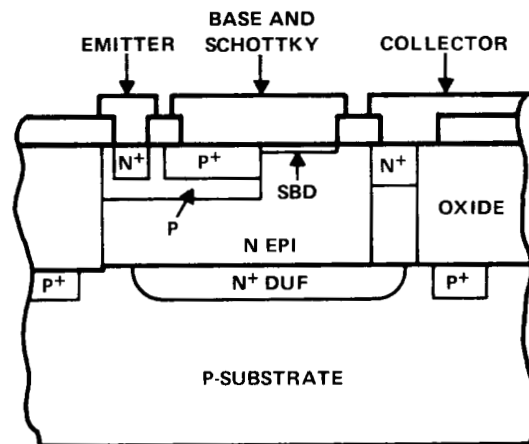 BASE AND
EMITTER SCHOTTKY COLLECTOR
N+ P+ N+
P SBD OXIDE
N EPI
P+ N+ DUF P+
P-SUBSTRATE